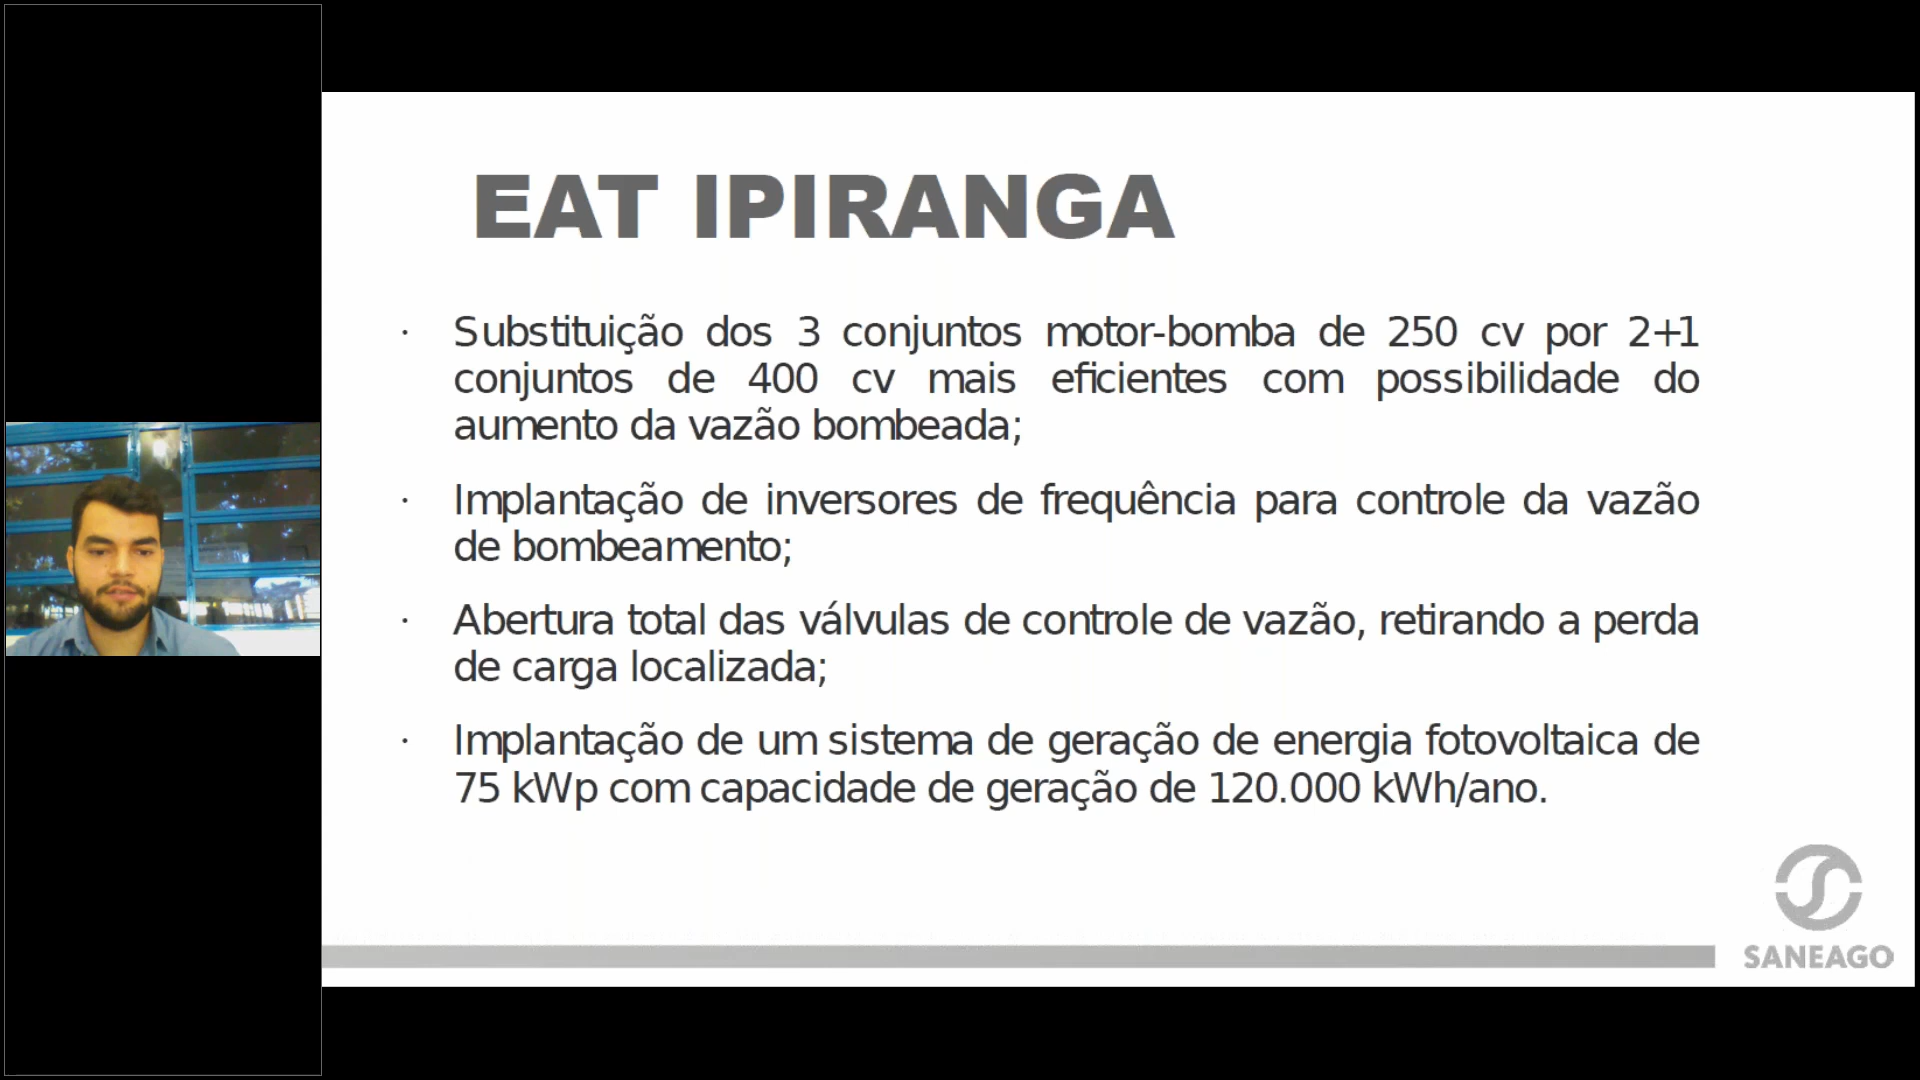 EAT IPIRANGA
· Substituição dos 3 conjuntos motor-bomba de 250 cv por 2+1
conjuntos de 400 cv mais eficientes com possibilidade do
aumento da vazão bombeada;
· Implantação de inversores de frequência para controle da vazão
de bombeamento;
· Abertura total das válvulas de controle de vazão, retirando a perda
de carga localizada;
· Implantação de um sistema de geração de energia fotovoltaica de
75 kWp com capacidade de geração de 120.000 kWh/ano.
SANEAGO